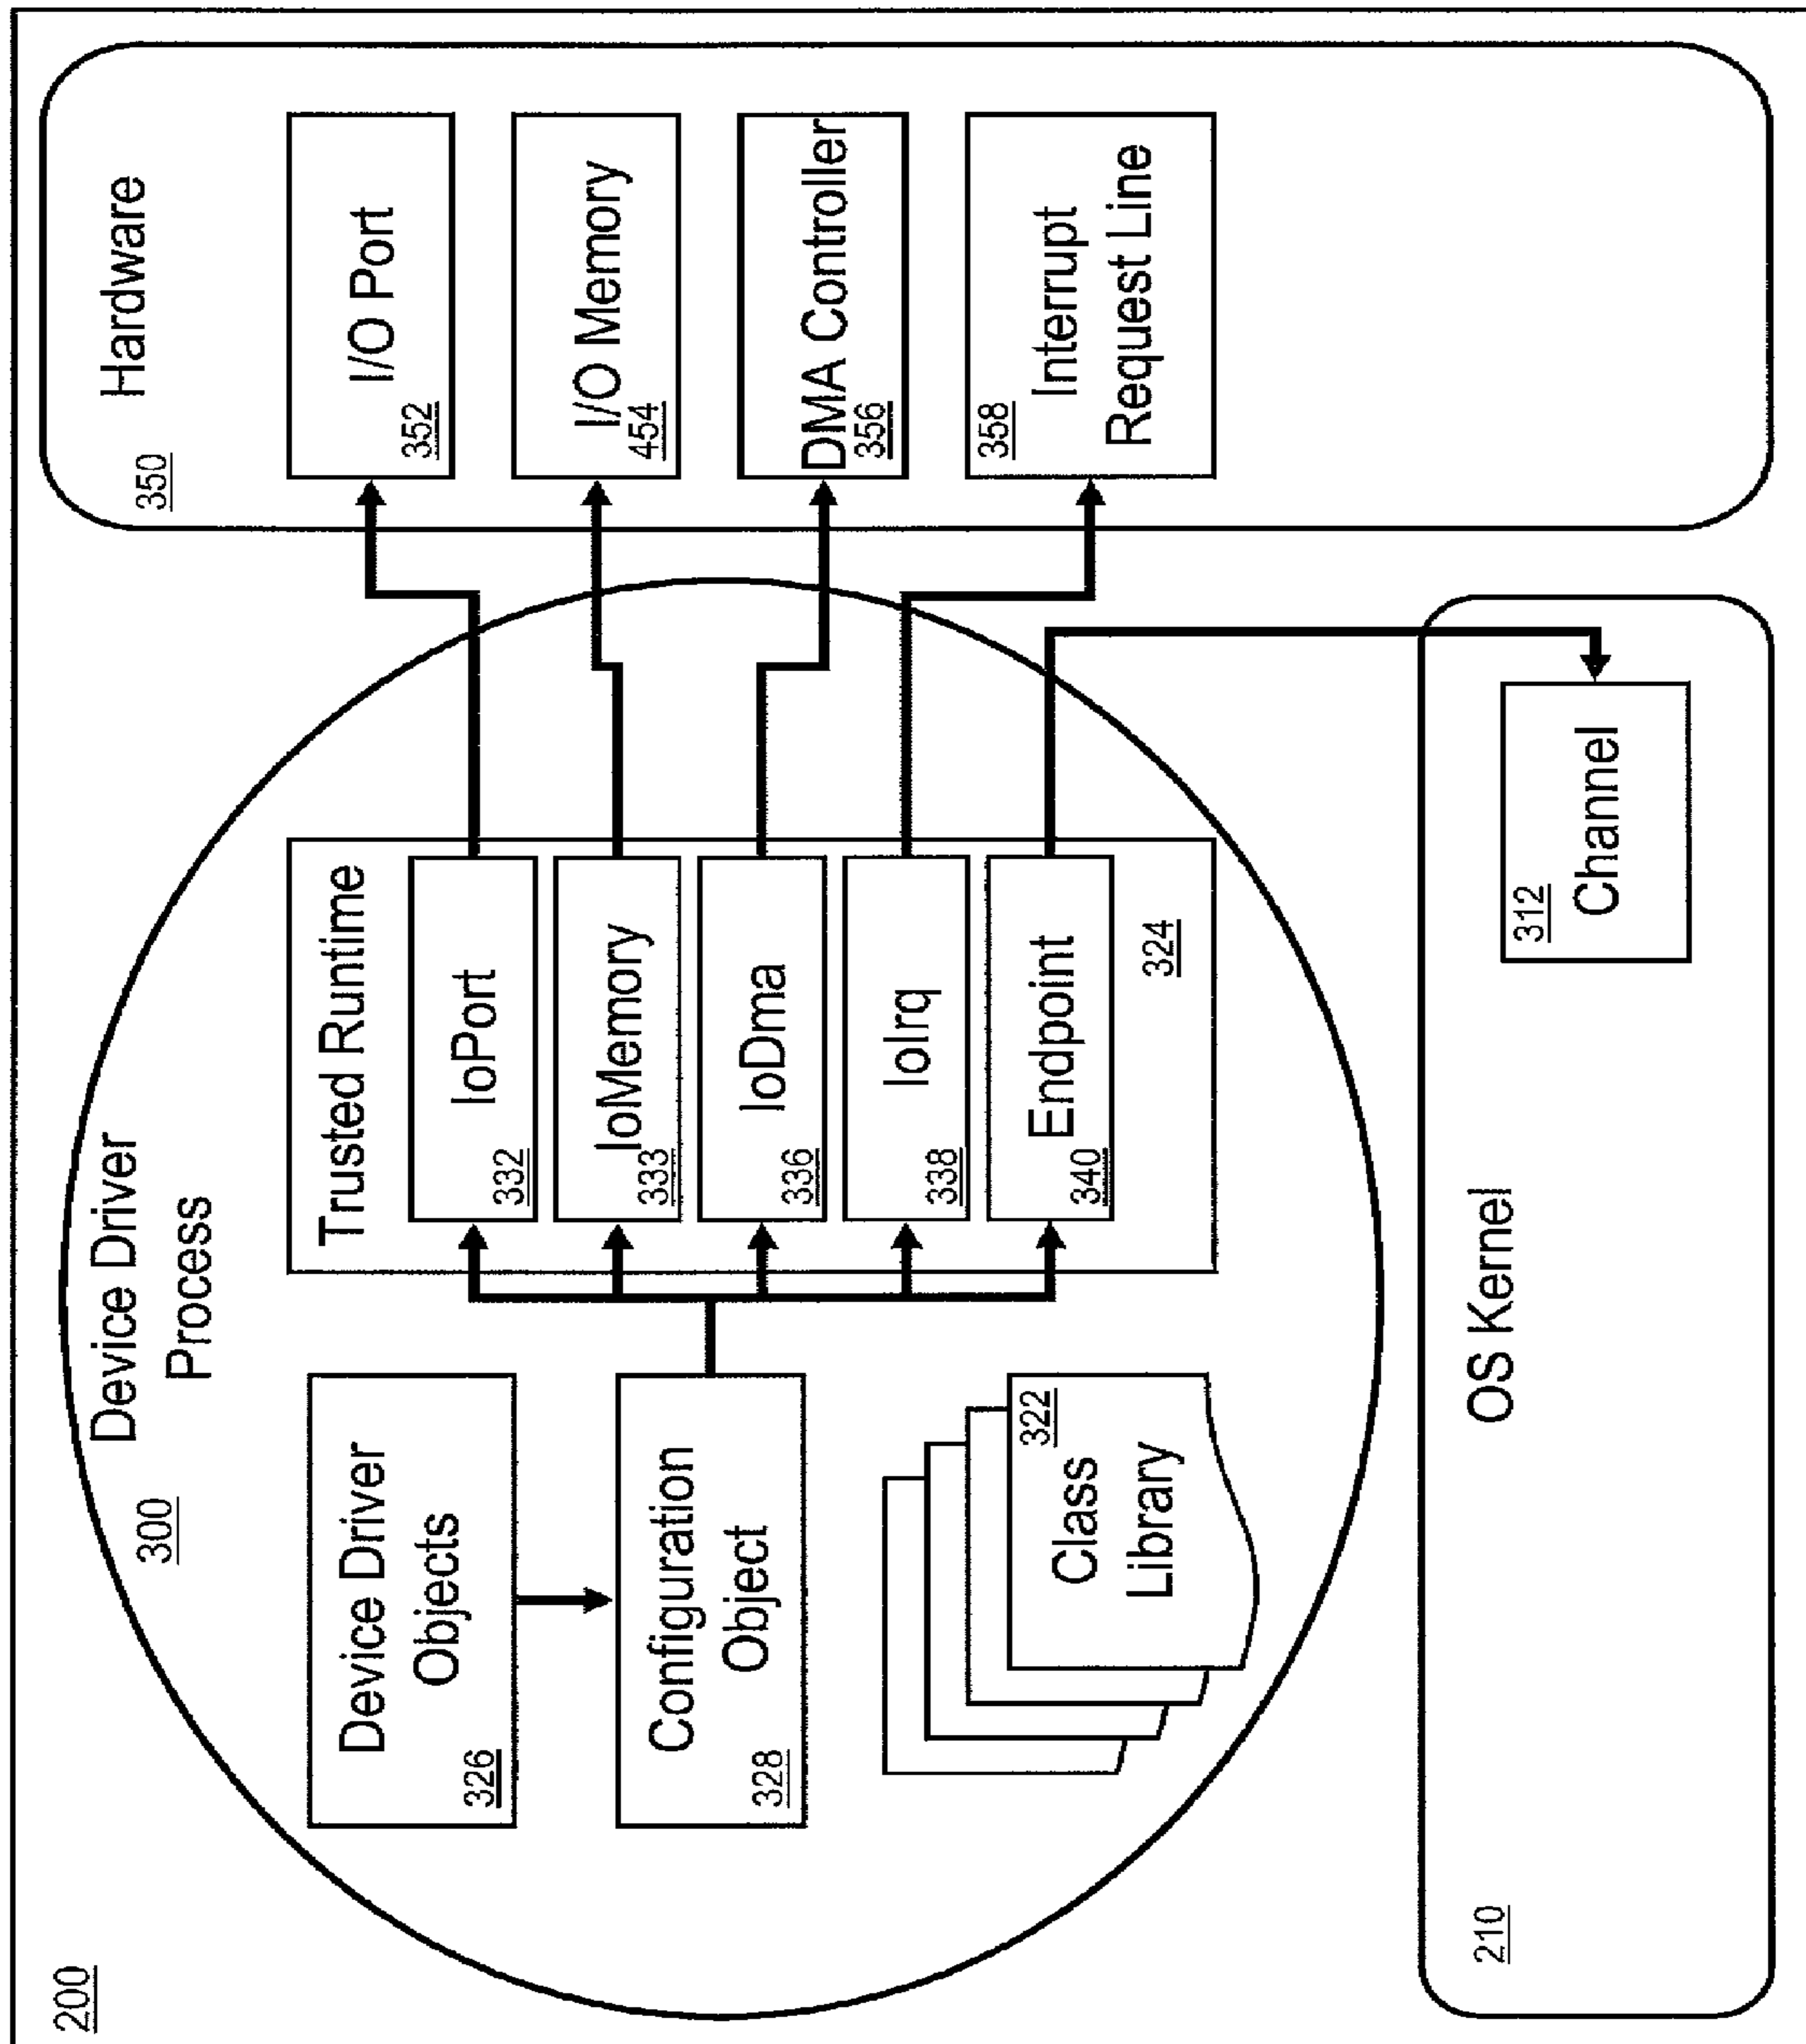 200
Device Driver
Process
300
Device Driver
Objects
326
Configuration
Object
328
322
Class
Library
Trusted Runtime
IoPort
332
IoMemory
333
IoDma
336
IoIrq
338
Endpoint
340
324
Hardware
350
I/O Port
352
I/O Memory
454
DMA Controller
356
358
Interrupt
Request Line
OS Kernel
210
312
Channel